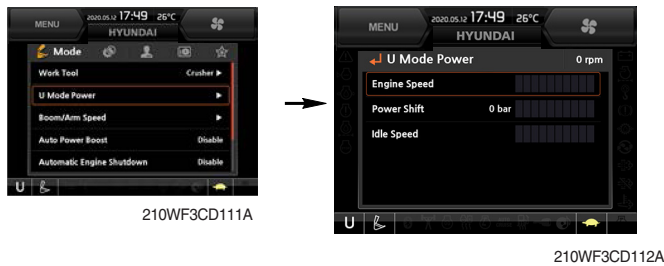 MENU
2020.05.12 17:49 26°C
HYUNDAI
Mode
Work Tool Crusher ▶
U Mode Power ▶
Boom/Arm Speed ▶
Auto Power Boost Disable
Automatic Engine Shutdown Disable
U
210WF3CD111A
MENU
2020.05.12 17:49 26°C
HYUNDAI
U Mode Power 0 rpm
Engine Speed
Power Shift 0 bar
Idle Speed
U
210WF3CD112A